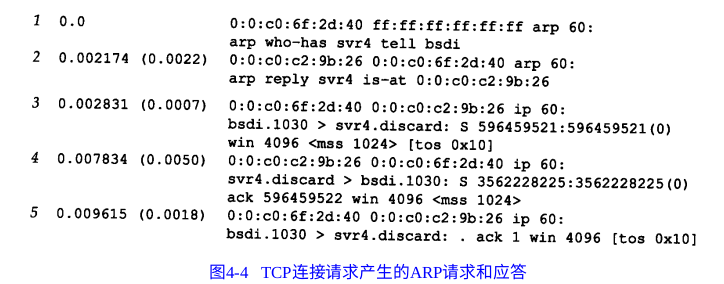 1 0.0 0:0:c0:6f:2d:40 ff:ff:ff:ff:ff:ff arp 60:
arp who-has svr4 tell bsdi
2 0.002174 (0.0022) 0:0:c0:c2:9b:26 0:0:c0:6f:2d:40 arp 60:
arp reply svr4 is-at 0:0:c0:c2:9b:26
3 0.002831 (0.0007) 0:0:c0:6f:2d:40 0:0:c0:c2:9b:26 ip 60:
bsdi.1030 > svr4.discard: S 596459521:596459521(0)
win 4096 <mss 1024> [tos 0x10]
4 0.007834 (0.0050) 0:0:c0:c2:9b:26 0:0:c0:6f:2d:40 ip 60:
svr4.discard > bsdi.1030: S 3562228225:3562228225(0)
ack 596459522 win 4096 <mss 1024>
5 0.009615 (0.0018) 0:0:c0:6f:2d:40 0:0:c0:c2:9b:26 ip 60:
bsdi.1030 > svr4.discard: . ack 1 win 4096 [tos 0x10]
图4-4 TCP连接请求产生的ARP请求和应答